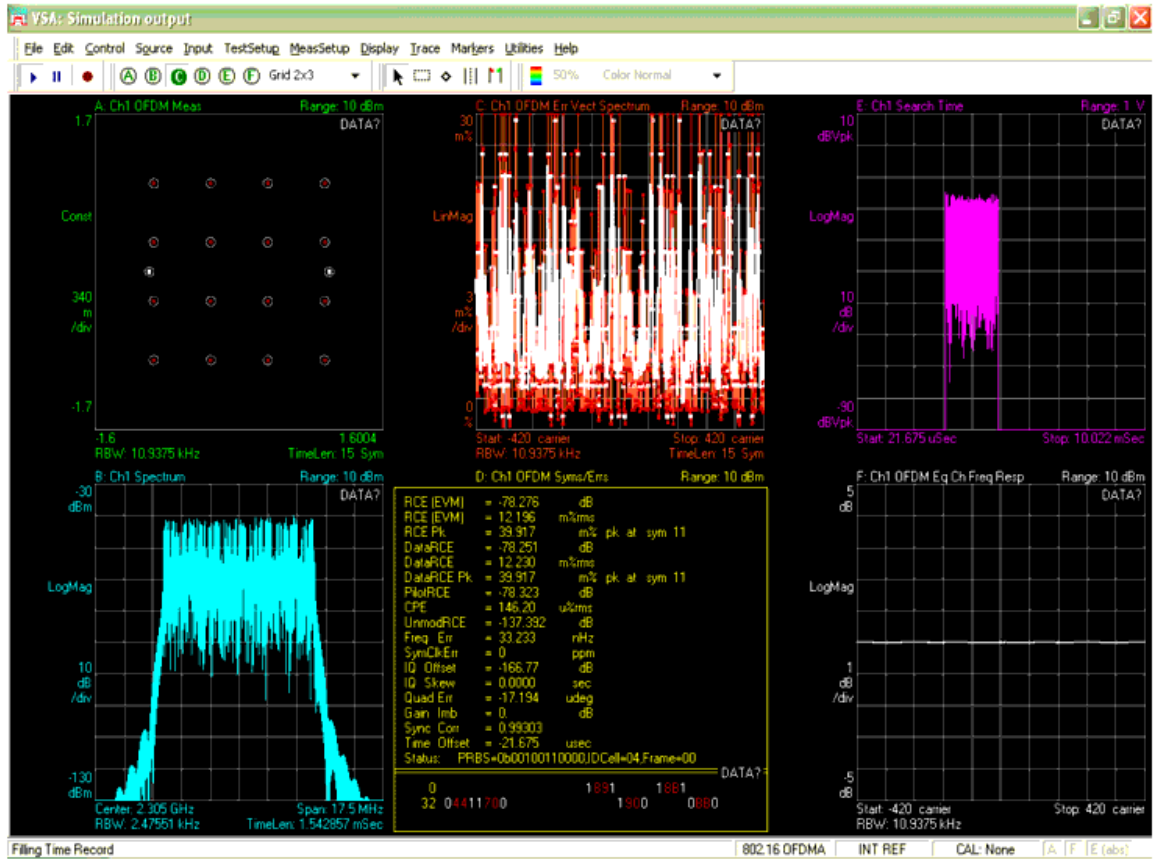 VSA: Simulation output
File Edit Control Source Input TestSetup MeasSetup Display Trace Markers Utilities Help
A B C D E F Grid 2x3 50% Color Normal
A: Ch1 OFDM Meas Range: 10 dBm
1.7
DATA?
Const
340
m
/div
-1.7
-1.6 1.6004
RBW: 10.9375 kHz TimeLen: 15 Sym
C: Ch1 OFDM Err Vect Spectrum Range: 10 dBm
30
m%
DATA?
LinMag
3
m%
/div
0
%
Start: -420 carrier Stop: 420 carrier
RBW: 10.9375 kHz TimeLen: 15 Sym
E: Ch1 Search Time Range: 1 V
10
dBVpk
DATA?
LogMag
10
dB
/div
-90
dBVpk
Start: 21.675 uSec Stop: 10.022 mSec
B: Ch1 Spectrum Range: 10 dBm
-30
dBm
DATA?
LogMag
10
dB
/div
-130
dBm
Center: 2.305 GHz Span: 17.5 MHz
RBW: 2.47551 kHz TimeLen: 1.542857 mSec
D: Ch1 OFDM Syms/Errs Range: 10 dBm
RCE (EVM) = -78.276 dB
RCE (EVM) = 12.196 m%rms
RCE Pk = 39.917 m% pk at sym 11
DataRCE = -78.251 dB
DataRCE = 12.230 m%rms
DataRCE Pk = 39.917 m% pk at sym 11
PilotRCE = -78.323 dB
CPE = 146.20 u%rms
UnmodRCE = -137.392 dB
Freq Err = 33.233 nHz
SymClkErr = 0 ppm
IQ Offset = -166.77 dB
IQ Skew = 0.0000 sec
Quad Err = -17.194 udeg
Gain Imb = 0. dB
Sync Corr = 0.99303
Time Offset = -21.675 usec
Status: PRBS=0b00100110000,IDCell=04,Frame=00
DATA?
0 1891 1881
32 04411700 1900 0880
F: Ch1 OFDM Eq Ch Freq Resp Range: 10 dBm
5
dB
DATA?
LogMag
1
dB
/div
-5
dB
Start: -420 carrier Stop: 420 carrier
RBW: 10.9375 kHz
Filling Time Record 802.16 OFDMA INT REF CAL: None A F E (abs)